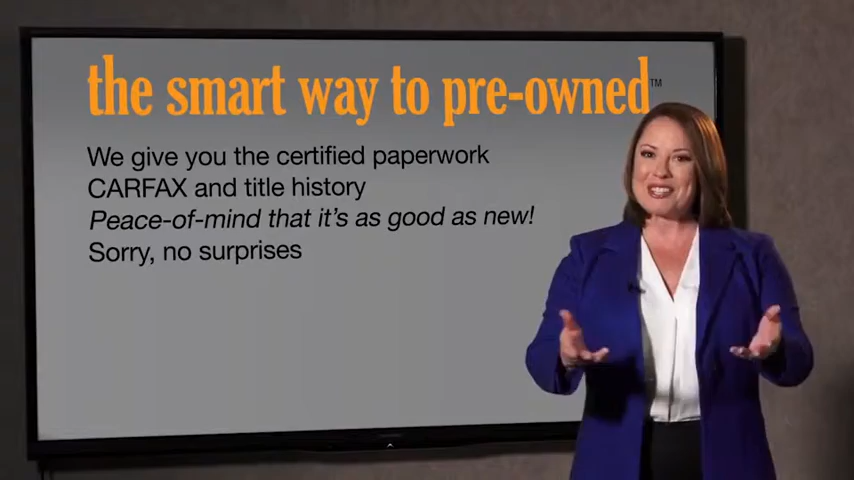 the smart way to pre-owned™
We give you the certified paperwork
CARFAX and title history
Peace-of-mind that it's as good as new!
Sorry, no surprises